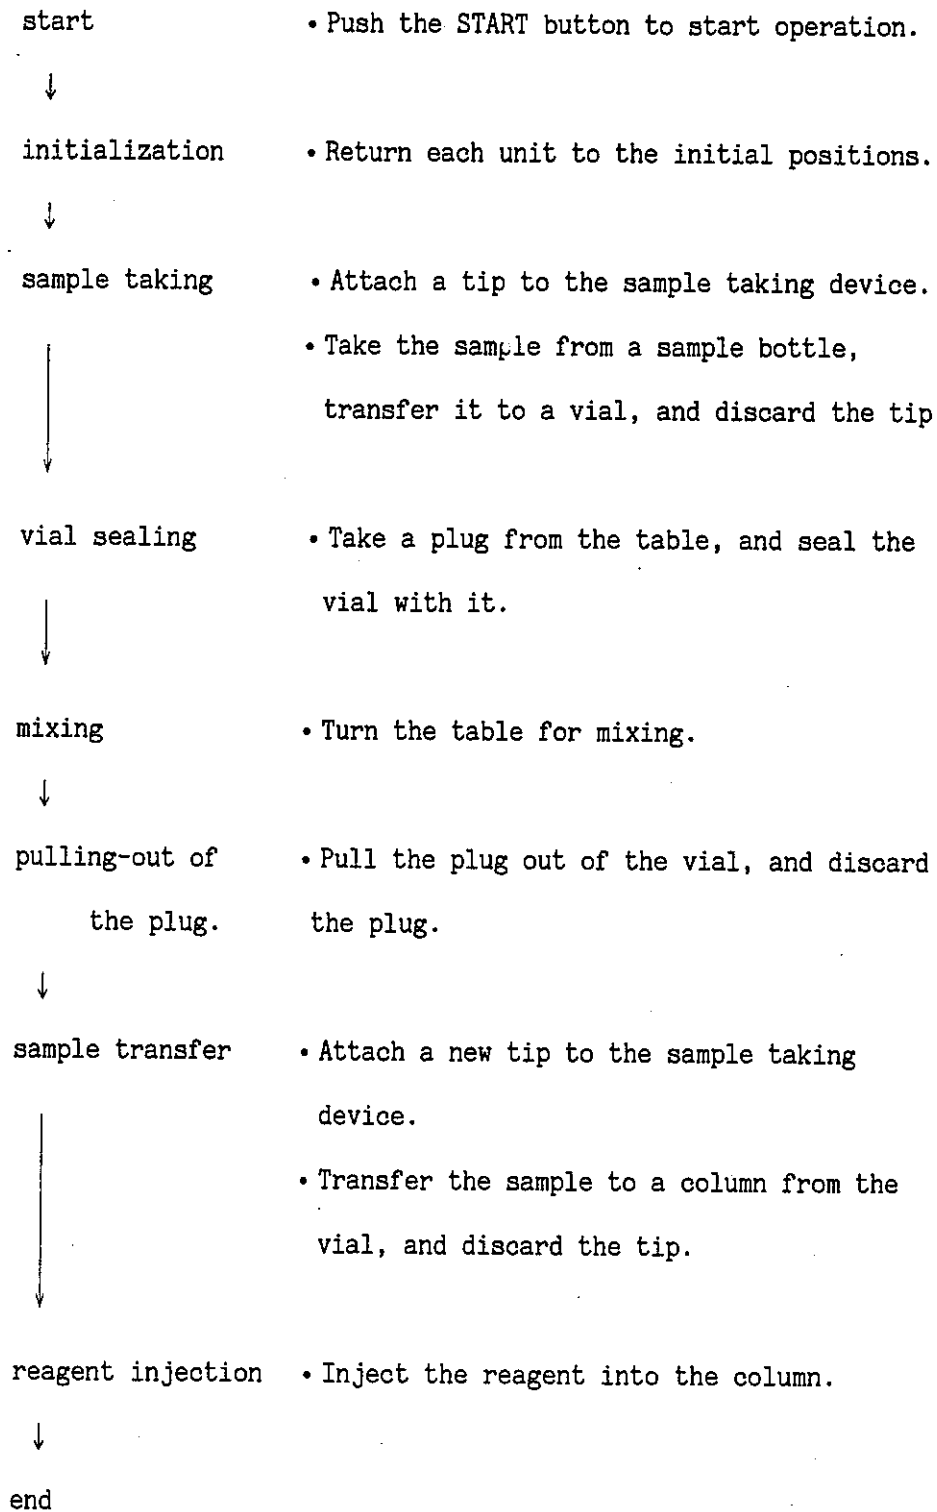 start • Push the START button to start operation.
↓
initialization • Return each unit to the initial positions.
↓
sample taking • Attach a tip to the sample taking device.
• Take the sample from a sample bottle,
transfer it to a vial, and discard the tip
↓
vial sealing • Take a plug from the table, and seal the
vial with it.
↓
mixing • Turn the table for mixing.
↓
pulling-out of • Pull the plug out of the vial, and discard
the plug. the plug.
↓
sample transfer • Attach a new tip to the sample taking
device.
• Transfer the sample to a column from the
vial, and discard the tip.
↓
reagent injection • Inject the reagent into the column.
↓
end